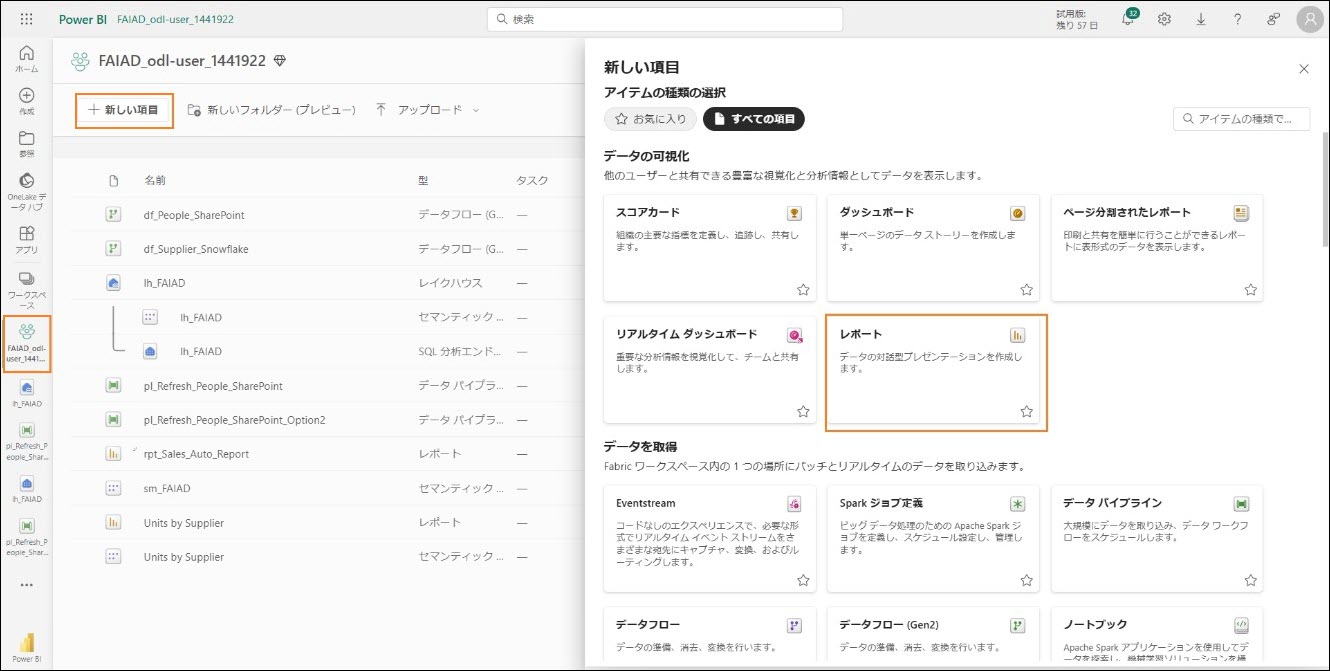 Power BI FAIAD_odl-user_1441922
検索
試用版:
残り 57 日
32
ホーム
作成
参照
OneLake デ
ータ ハブ
アプリ
ワークスペ
ース
FAIAD_odl-
user_1441...
lh_FAIAD
pl_Refresh_P
eople_Shar...
lh_FAIAD
pl_Refresh_P
eople_Shar...
Power BI
FAIAD_odl-user_1441922
新しい項目 新しいフォルダー (プレビュー) アップロード
名前 型 タスク
df_People_SharePoint データフロー (G... —
df_Supplier_Snowflake データフロー (G... —
lh_FAIAD レイクハウス —
lh_FAIAD セマンティック ... —
lh_FAIAD SQL 分析エンド... —
pl_Refresh_People_SharePoint データ パイプラ... —
pl_Refresh_People_SharePoint_Option2 データ パイプラ... —
rpt_Sales_Auto_Report レポート —
sm_FAIAD セマンティック ... —
Units by Supplier レポート —
Units by Supplier セマンティック ... —
新しい項目
アイテムの種類の選択
お気に入り すべての項目 アイテムの種類で...
データの可視化
他のユーザーと共有できる豊富な視覚化と分析情報としてデータを表示します。
スコアカード
組織の主要な指標を定義し、追跡し、共有し
ます。
ダッシュボード
単一ページのデータ ストーリーを作成しま
す。
ページ分割されたレポート
印刷と共有を簡単に行うことができるレポー
トに表形式のデータを表示します。
リアルタイム ダッシュボード
重要な分析情報を視覚化して、チームと共有
します。
レポート
データの対話型プレゼンテーションを作成し
ます。
データを取得
Fabric ワークスペース内の 1 つの場所にバッチとリアルタイムのデータを取り込みます。
Eventstream
コードなしのエクスペリエンスで、必要な形
式でリアルタイム イベント ストリームをさ
まざまな宛先にキャプチャ、変換、およびル
ーティングします。
Spark ジョブ定義
ビッグ データ処理のための Apache Spark ジ
ョブを定義し、スケジュール設定し、管理し
ます。
データ パイプライン
大規模にデータを取り込み、データ ワークフ
ローをスケジュールします。
データフロー
データの準備、消去、変換を行います。
データフロー (Gen2)
データの準備、消去、変換を行います。
ノートブック
Apache Spark アプリケーションを使用してデ
ータを探索し、機械学習ソリューションを構